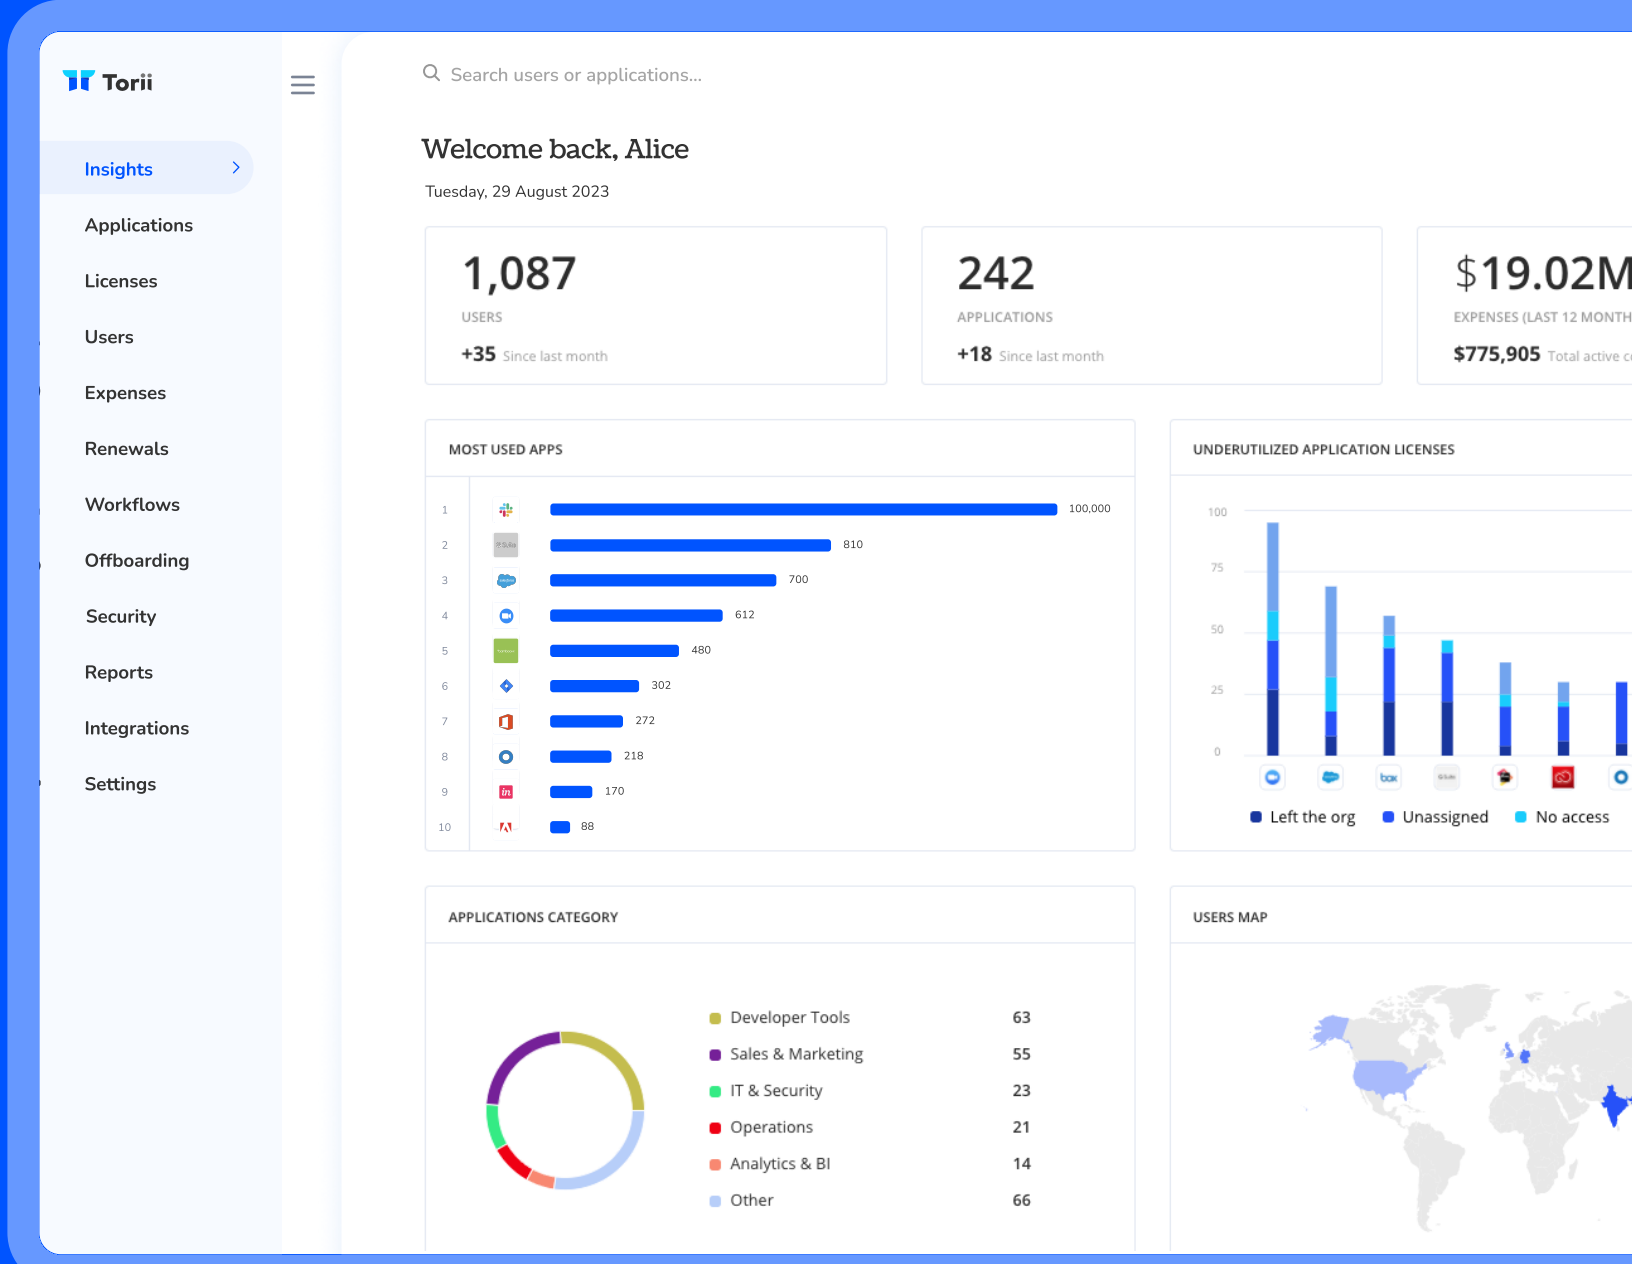 Torii
Search users or applications...
Welcome back, Alice
Tuesday, 29 August 2023
Insights
Applications
Licenses
Users
Expenses
Renewals
Workflows
Offboarding
Security
Reports
Integrations
Settings
1,087
USERS
+35 Since last month
242
APPLICATIONS
+18 Since last month
$19.02M
EXPENSES (LAST 12 MONTH
$775,905 Total active c
MOST USED APPS
1 100,000
2 810
3 700
4 612
5 480
6 302
7 272
8 218
9 in 170
10 88
UNDERUTILIZED APPLICATION LICENSES
100
75
50
25
0
box
Left the org Unassigned No access
APPLICATIONS CATEGORY
Developer Tools 63
Sales & Marketing 55
IT & Security 23
Operations 21
Analytics & BI 14
Other 66
USERS MAP